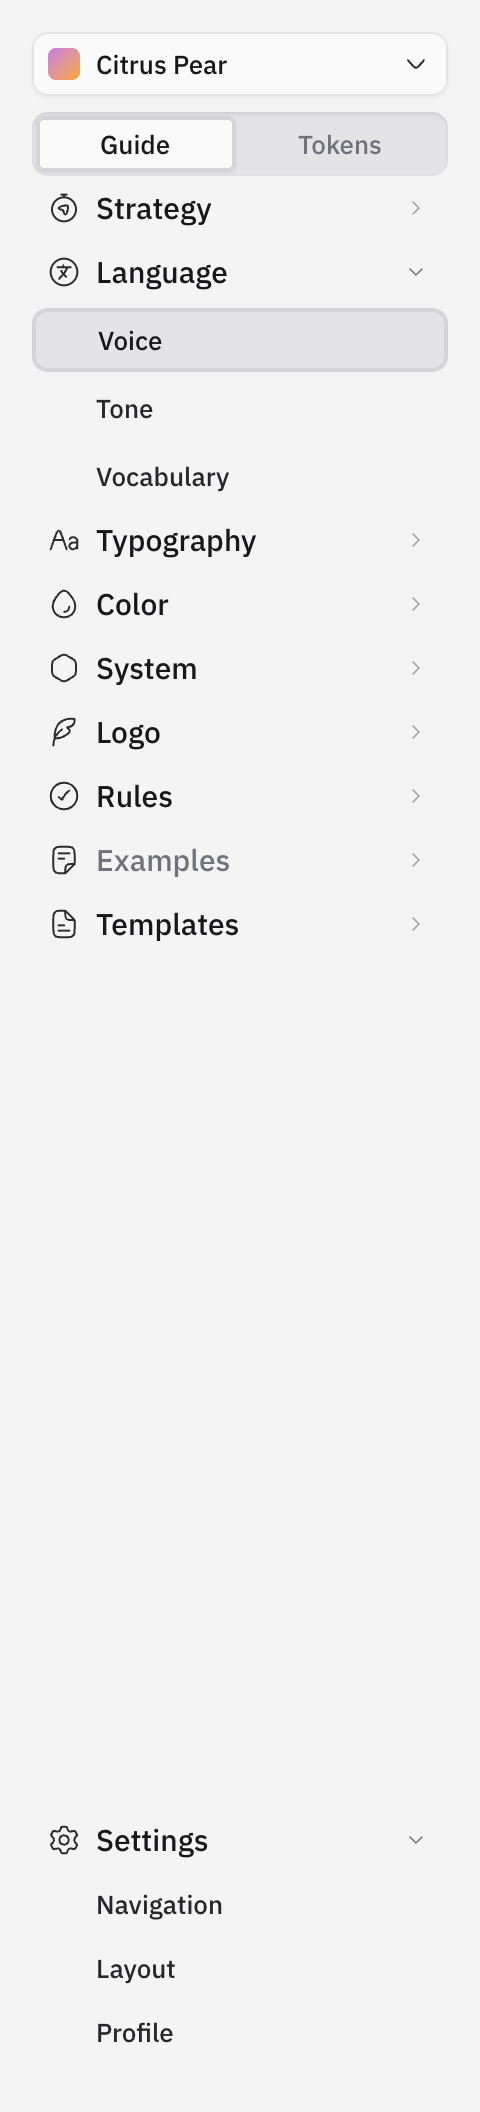 Citrus Pear
Guide
Tokens
Strategy
Language
Voice
Tone
Vocabulary
Aa Typography
Color
System
Logo
Rules
Examples
Templates
Settings
Navigation
Layout
Profile